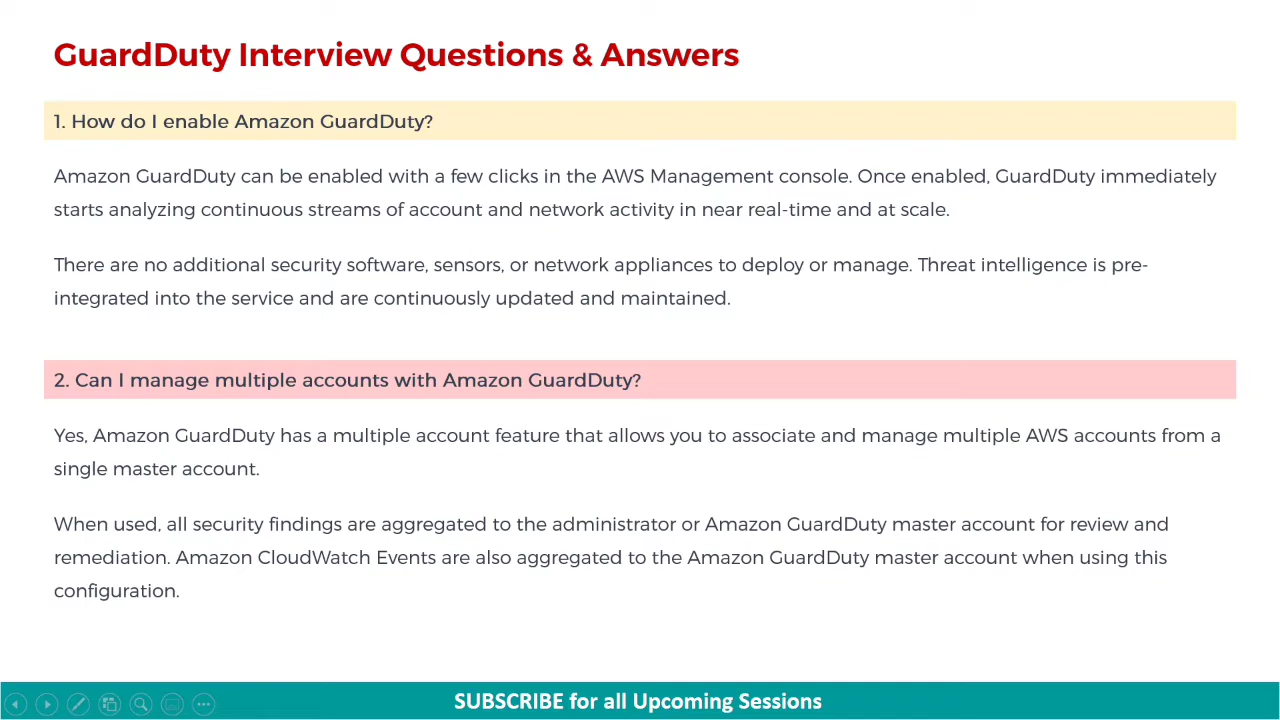 GuardDuty Interview Questions & Answers
1. How do I enable Amazon GuardDuty?
Amazon GuardDuty can be enabled with a few clicks in the AWS Management console. Once enabled, GuardDuty immediately
starts analyzing continuous streams of account and network activity in near real-time and at scale.
There are no additional security software, sensors, or network appliances to deploy or manage. Threat intelligence is pre-
integrated into the service and are continuously updated and maintained.
2. Can I manage multiple accounts with Amazon GuardDuty?
Yes, Amazon GuardDuty has a multiple account feature that allows you to associate and manage multiple AWS accounts from a
single master account.
When used, all security findings are aggregated to the administrator or Amazon GuardDuty master account for review and
remediation. Amazon CloudWatch Events are also aggregated to the Amazon GuardDuty master account when using this
configuration.
SUBSCRIBE for all Upcoming Sessions